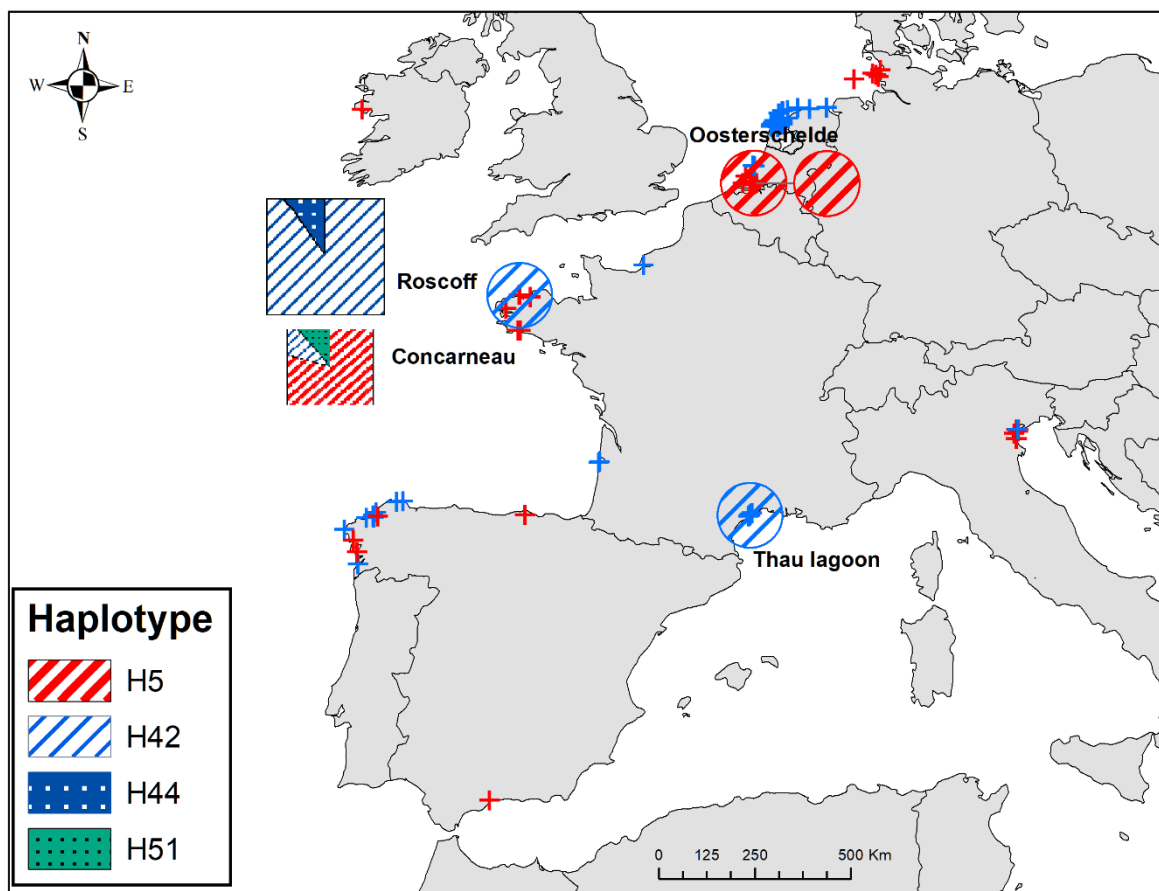 N
W E
S
Oosterschelde
Roscoff
Concarneau
Thau lagoon
Haplotype
H5
H42
H44
H51
0 125 250 500 Km